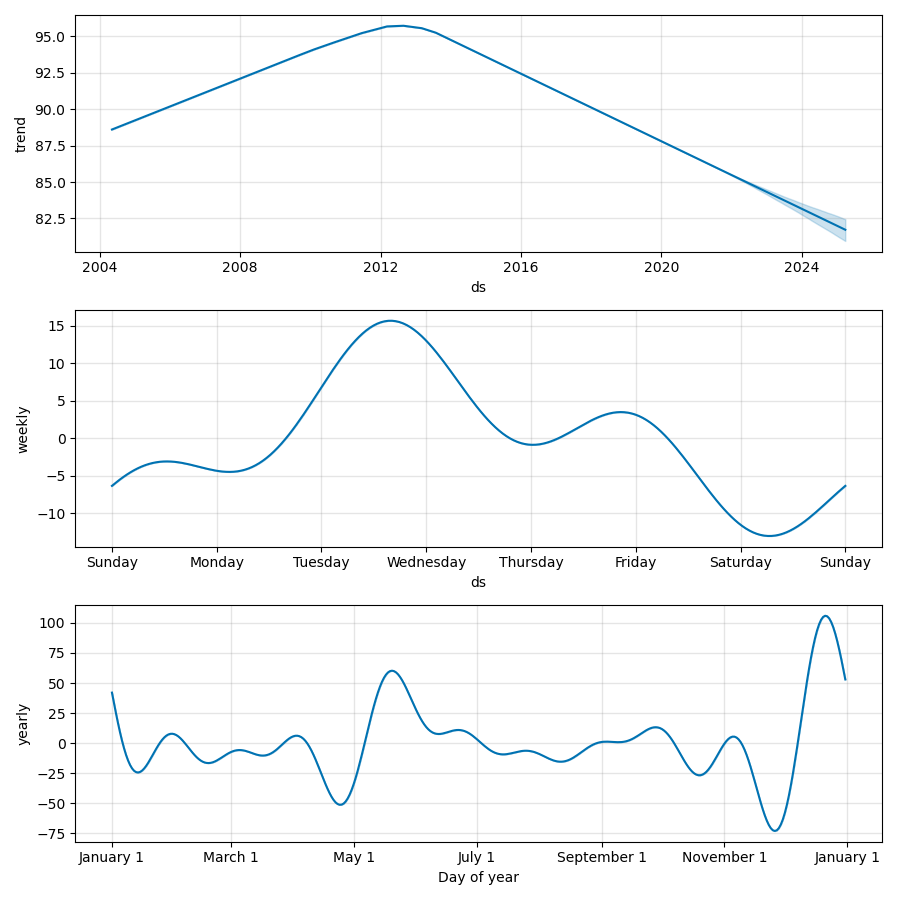 95.0
92.5
90.0
87.5
85.0
82.5
trend
2004 2008 2012 2016 2020 2024
ds
15
10
5
0
−5
−10
weekly
Sunday Monday Tuesday Wednesday Thursday Friday Saturday Sunday
ds
100
75
50
25
0
−25
−50
−75
yearly
January 1 March 1 May 1 July 1 September 1 November 1 January 1
Day of year